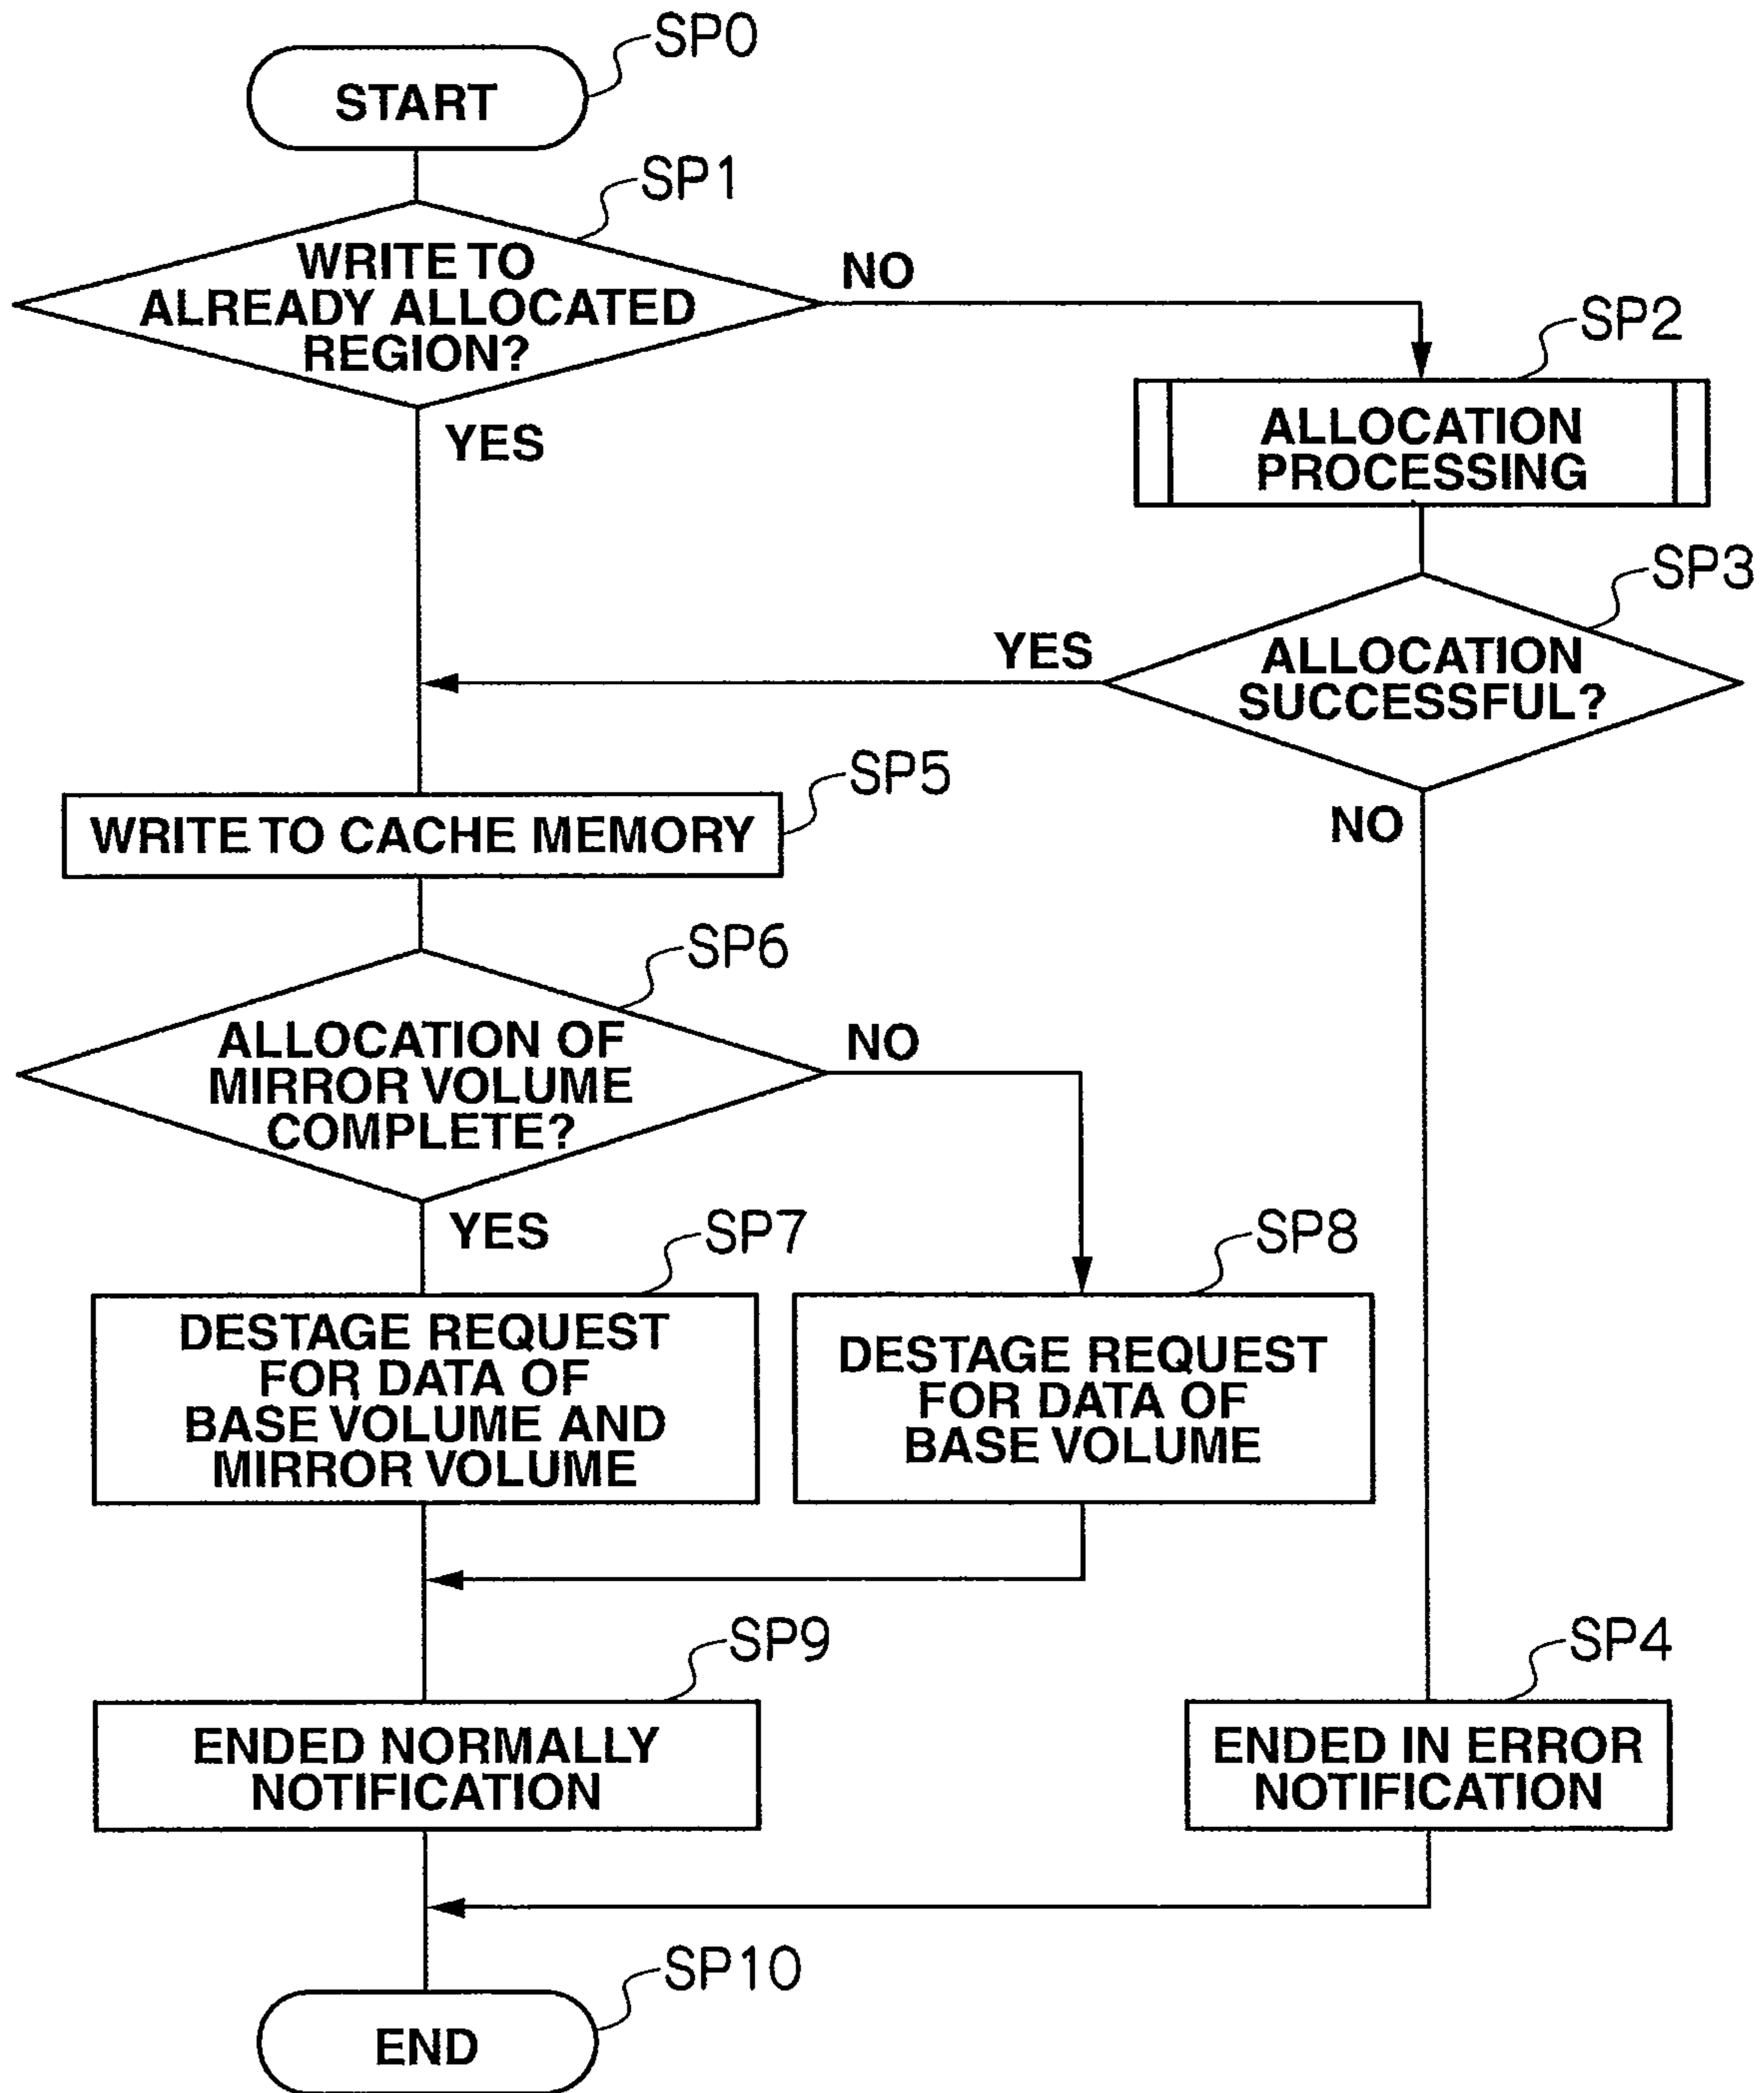 SP0
START
SP1
WRITE TO
ALREADY ALLOCATED
REGION?
NO
YES
SP2
ALLOCATION
PROCESSING
SP3
ALLOCATION
SUCCESSFUL?
YES
NO
SP5
WRITE TO CACHE MEMORY
SP6
ALLOCATION OF
MIRROR VOLUME
COMPLETE?
NO
YES
SP7
DESTAGE REQUEST
FOR DATA OF
BASE VOLUME AND
MIRROR VOLUME
SP8
DESTAGE REQUEST
FOR DATA OF
BASE VOLUME
SP9
ENDED NORMALLY
NOTIFICATION
SP4
ENDED IN ERROR
NOTIFICATION
SP10
END